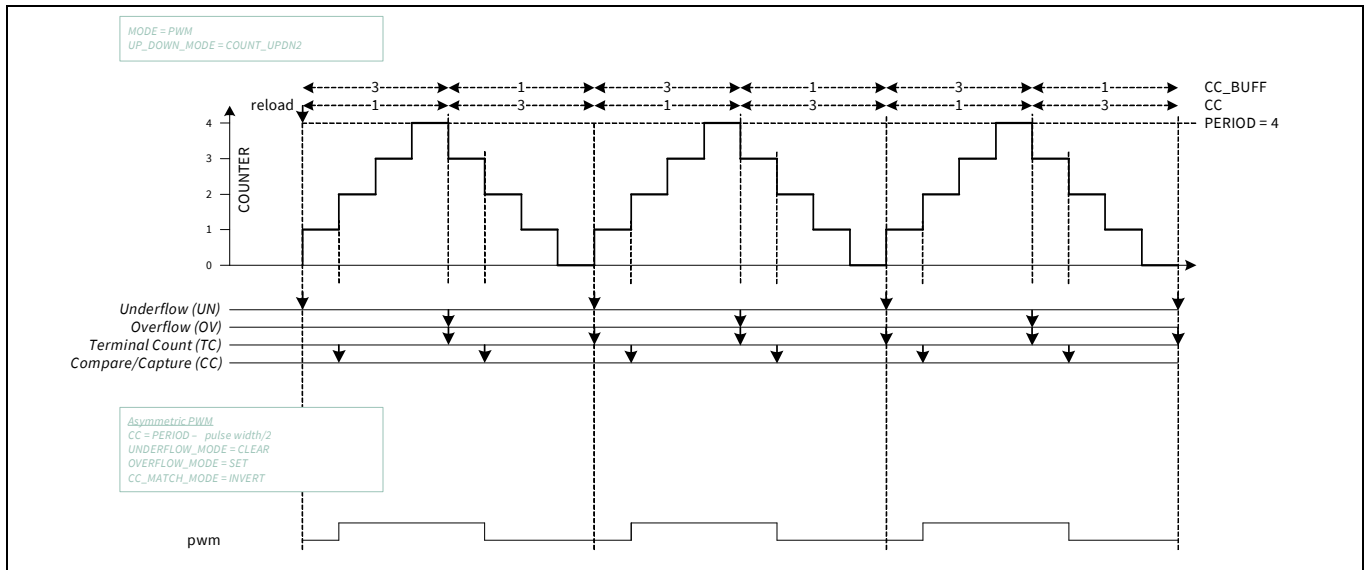 MODE = PWM
UP_DOWN_MODE = COUNT_UPDN2
3 1 3 1 3 1 CC_BUFF
reload 1 3 1 3 1 3 CC
4 PERIOD = 4
3
2
1
0
COUNTER
Underflow (UN)
Overflow (OV)
Terminal Count (TC)
Compare/Capture (CC)
Asymmetric PWM
CC = PERIOD – pulse width/2
UNDERFLOW_MODE = CLEAR
OVERFLOW_MODE = SET
CC_MATCH_MODE = INVERT
pwm